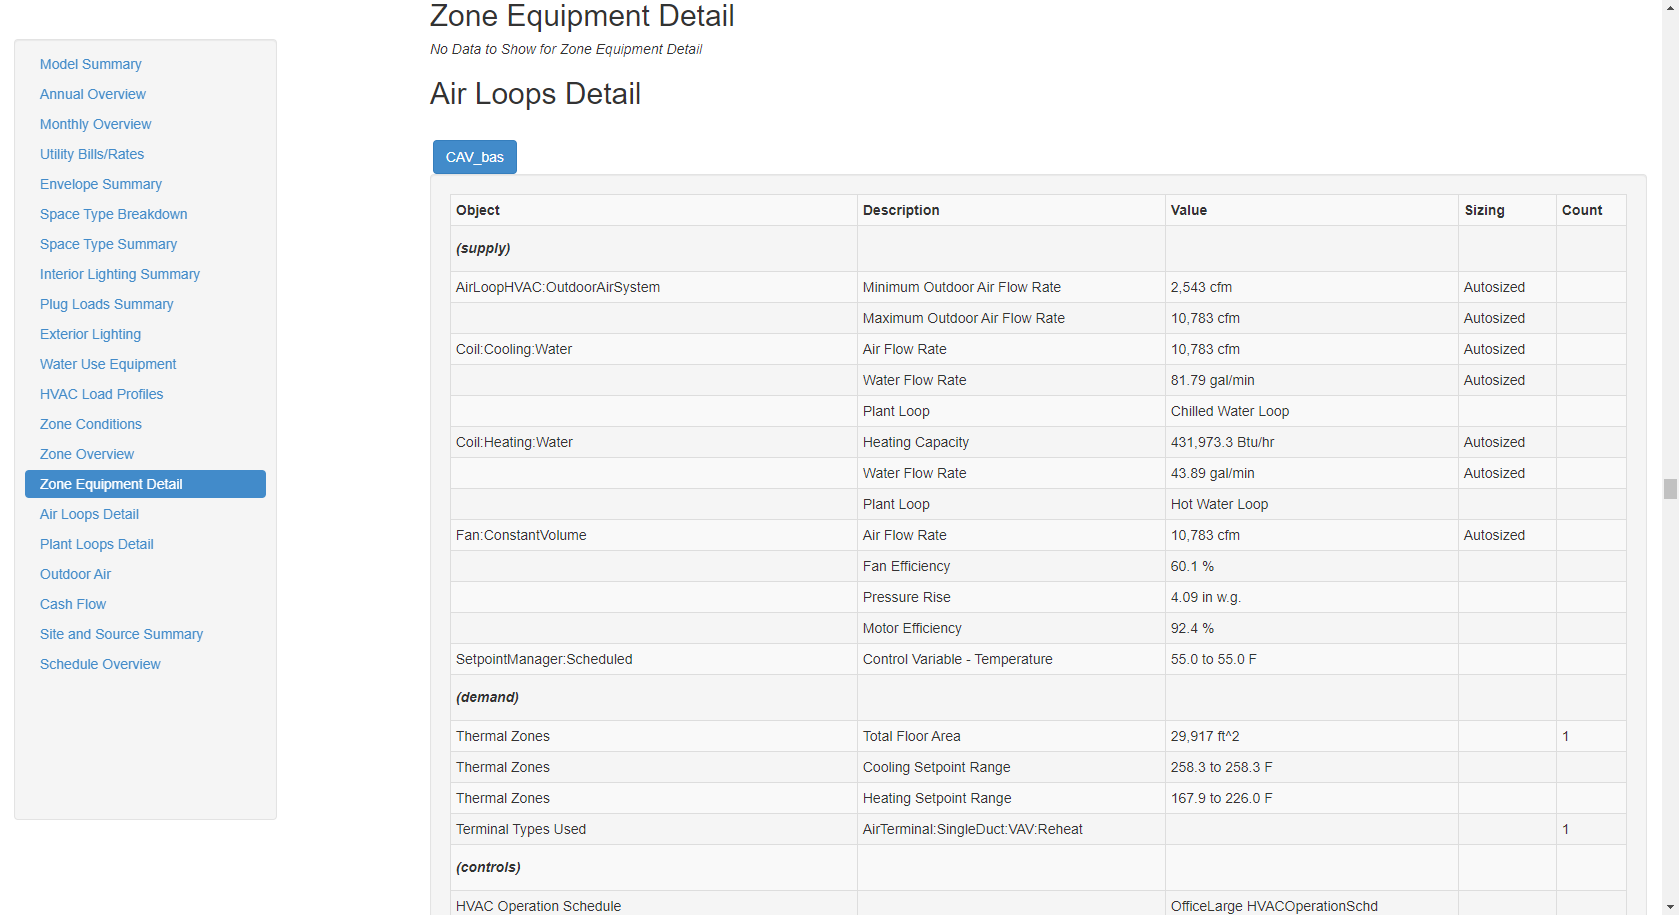 Zone Equipment Detail
No Data to Show for Zone Equipment Detail
Air Loops Detail
Model Summary
Annual Overview
Monthly Overview
Utility Bills/Rates
Envelope Summary
Space Type Breakdown
Space Type Summary
Interior Lighting Summary
Plug Loads Summary
Exterior Lighting
Water Use Equipment
HVAC Load Profiles
Zone Conditions
Zone Overview
Zone Equipment Detail
Air Loops Detail
Plant Loops Detail
Outdoor Air
Cash Flow
Site and Source Summary
Schedule Overview
CAV_bas
Object Description Value Sizing Count
(supply)
AirLoopHVAC:OutdoorAirSystem Minimum Outdoor Air Flow Rate 2,543 cfm Autosized
Maximum Outdoor Air Flow Rate 10,783 cfm Autosized
Coil:Cooling:Water Air Flow Rate 10,783 cfm Autosized
Water Flow Rate 81.79 gal/min Autosized
Plant Loop Chilled Water Loop
Coil:Heating:Water Heating Capacity 431,973.3 Btu/hr Autosized
Water Flow Rate 43.89 gal/min Autosized
Plant Loop Hot Water Loop
Fan:ConstantVolume Air Flow Rate 10,783 cfm Autosized
Fan Efficiency 60.1 %
Pressure Rise 4.09 in w.g.
Motor Efficiency 92.4 %
SetpointManager:Scheduled Control Variable - Temperature 55.0 to 55.0 F
(demand)
Thermal Zones Total Floor Area 29,917 ft^2 1
Thermal Zones Cooling Setpoint Range 258.3 to 258.3 F
Thermal Zones Heating Setpoint Range 167.9 to 226.0 F
Terminal Types Used AirTerminal:SingleDuct:VAV:Reheat 1
(controls)
HVAC Operation Schedule OfficeLarge HVACOperationSchd